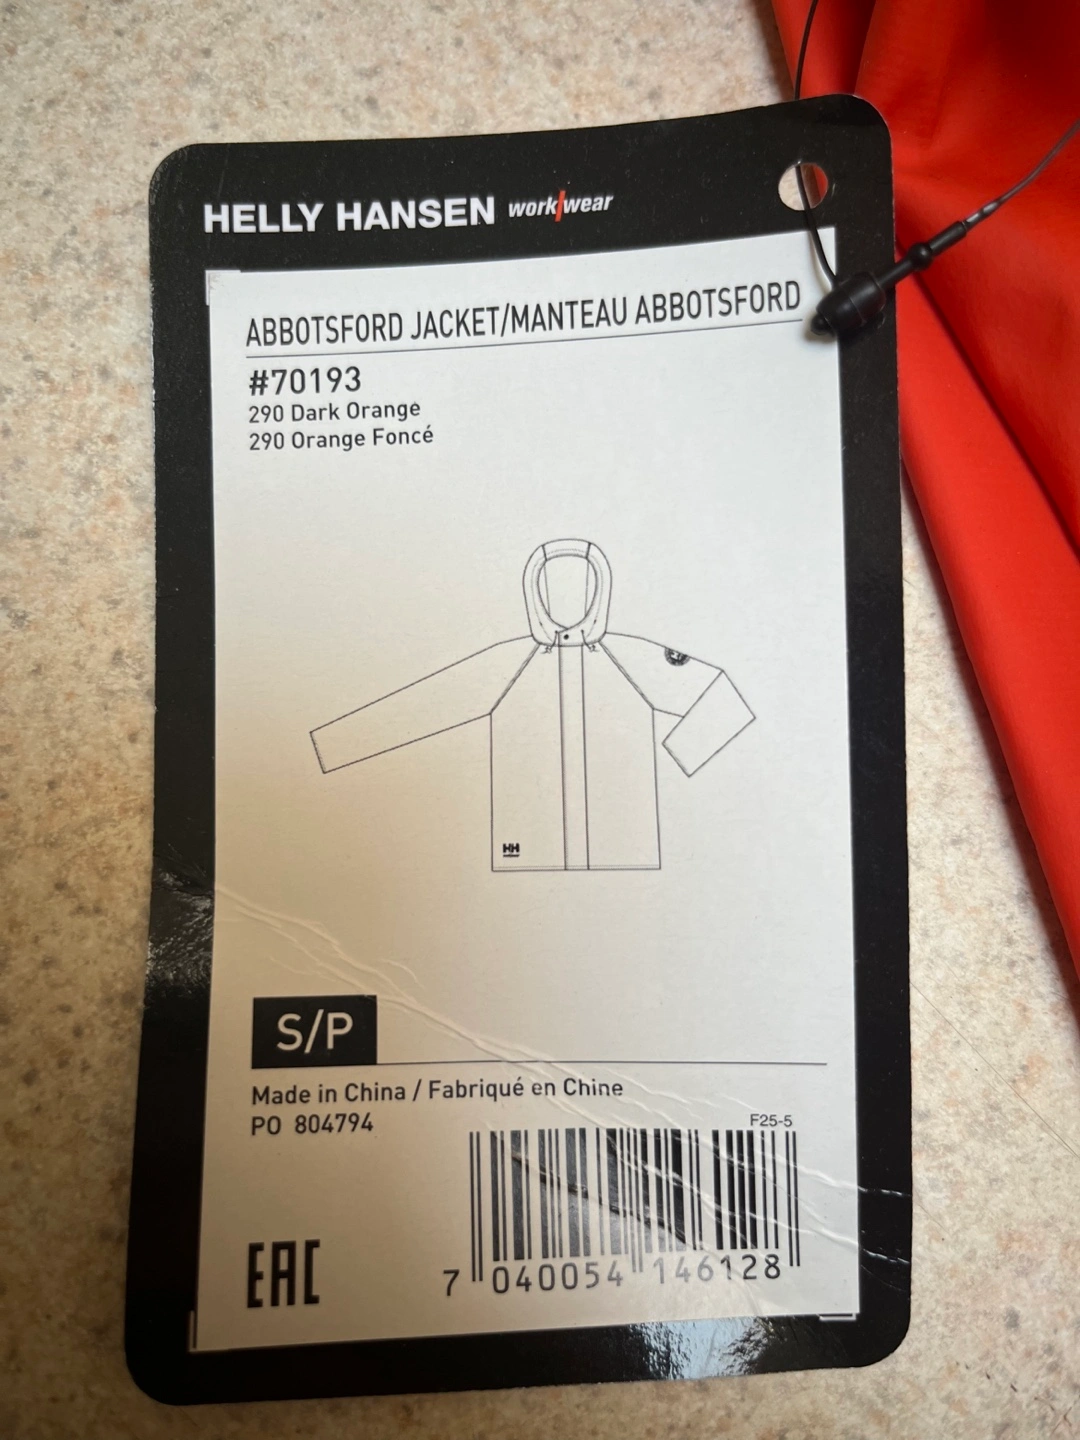 HELLY HANSEN work/wear
ABBOTSFORD JACKET/MANTEAU ABBOTSFORD
#70193
290 Dark Orange
290 Orange Foncé
HH
S/P
Made in China / Fabriqué en Chine
PO 804794
F25-5
EAC
7 040054 146128